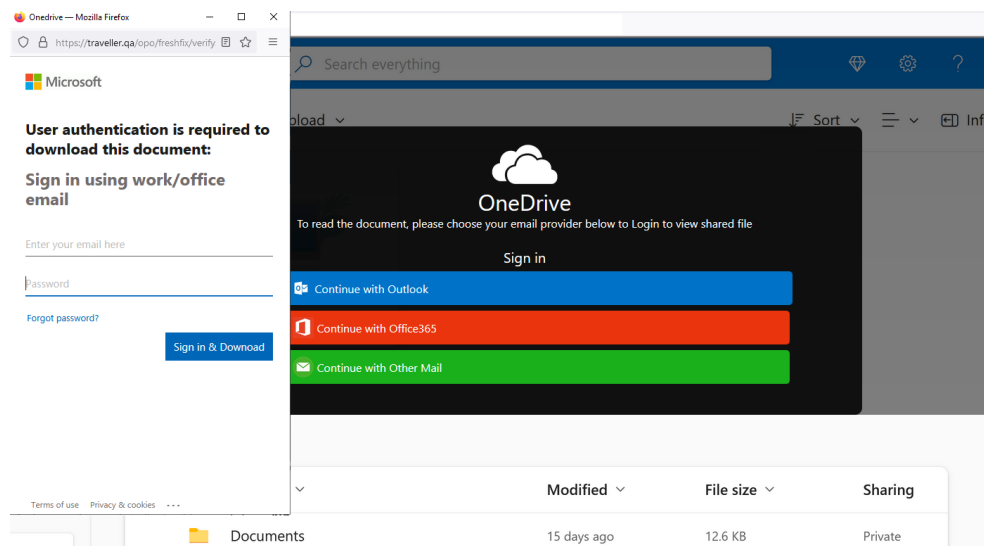 Onedrive — Mozilla Firefox
https://traveller.qa/opo/freshfix/verify
Microsoft
User authentication is required to
download this document:
Sign in using work/office
email
Enter your email here
Password
Forgot password?
Sign in & Downoad
Terms of use Privacy & cookies ...
Search everything
Sort
OneDrive
To read the document, please choose your email provider below to Login to view shared file
Sign in
Continue with Outlook
Continue with Office365
Continue with Other Mail
Modified File size Sharing
Documents 15 days ago 12.6 KB Private